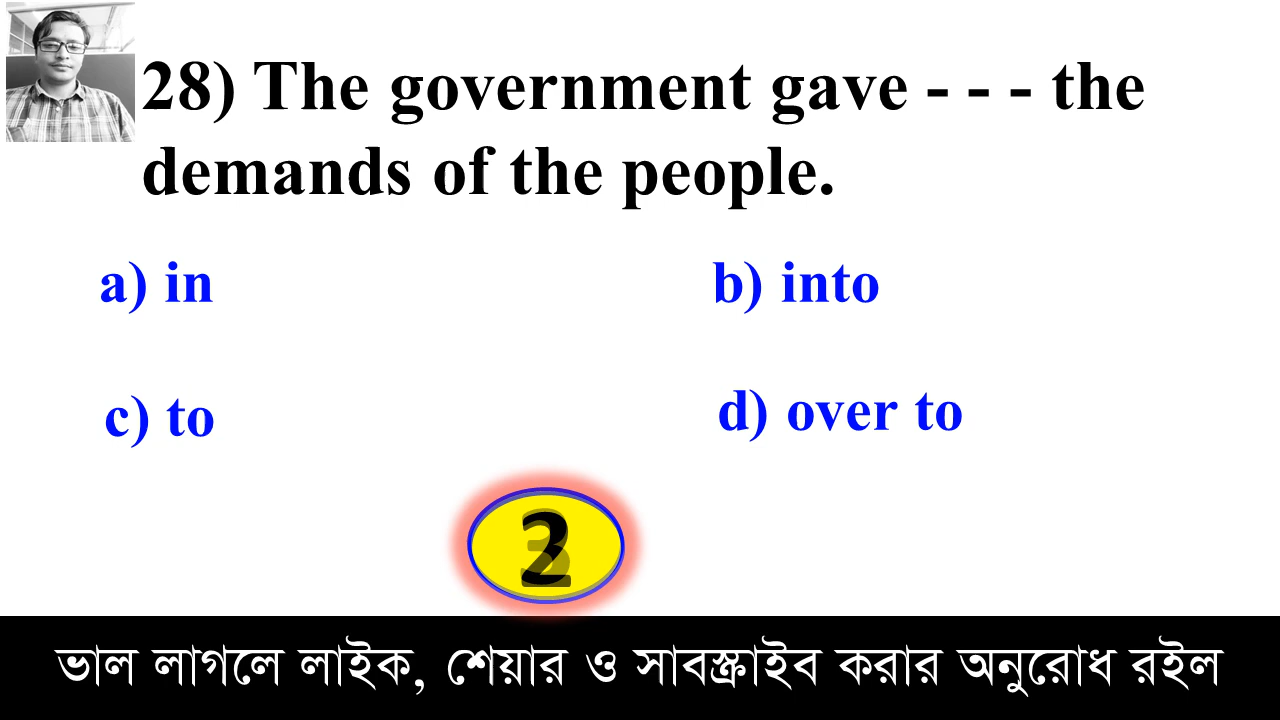 28) The government gave - - - the
demands of the people.
a) in
b) into
c) to
d) over to
2
ভাল লাগলে লাইক, শেয়ার ও সাবস্ক্রাইব করার অনুরোধ রইল